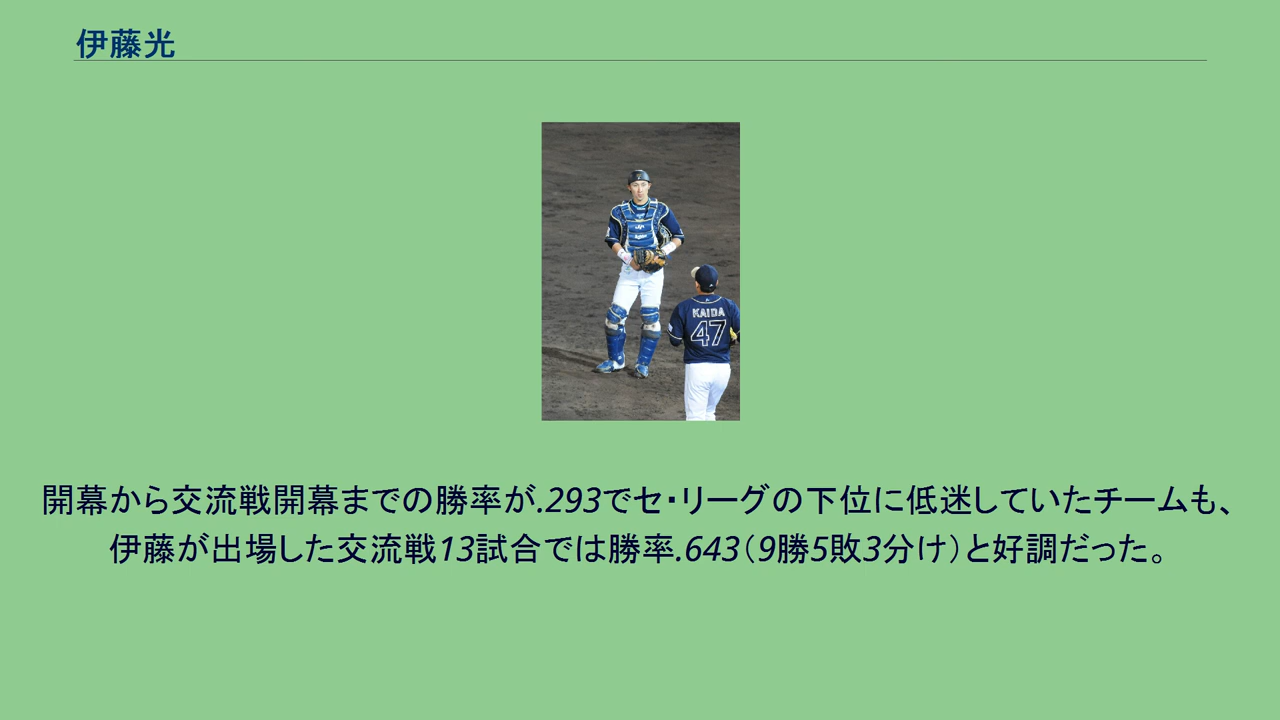 伊藤光
KAIDA
47
開幕から交流戦開幕までの勝率が.293でセ・リーグの下位に低迷していたチームも、
伊藤が出場した交流戦13試合では勝率.643（9勝5敗3分け）と好調だった。